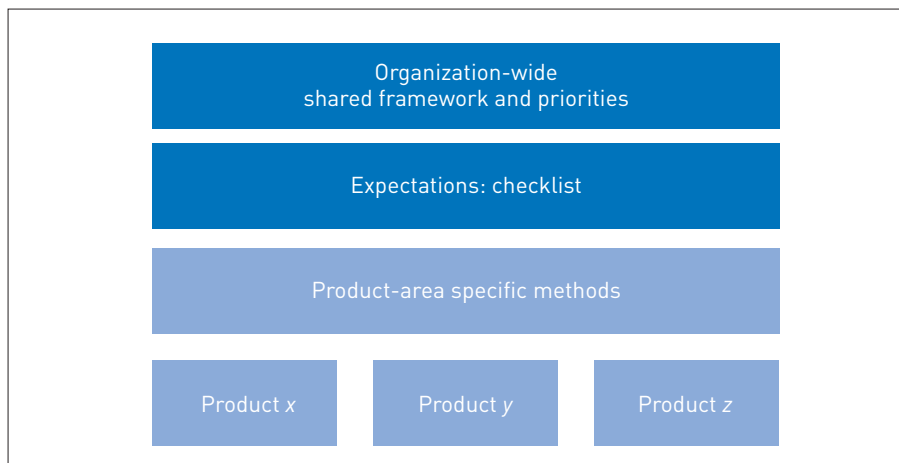 Organization-wide
shared framework and priorities
Expectations: checklist
Product-area specific methods
Product x
Product y
Product z